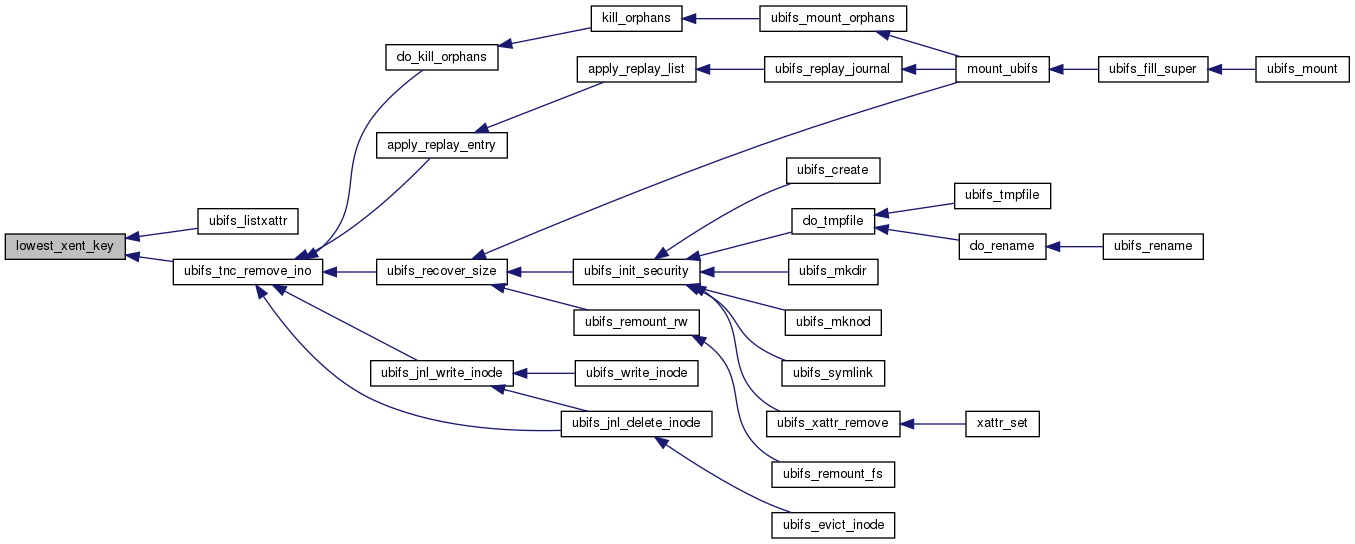 kill_orphans
ubifs_mount_orphans
do_kill_orphans
apply_replay_list
ubifs_replay_journal
mount_ubifs
ubifs_fill_super
ubifs_mount
apply_replay_entry
ubifs_create
ubifs_tmpfile
ubifs_listxattr
do_tmpfile
lowest_xent_key
do_rename
ubifs_rename
ubifs_tnc_remove_ino
ubifs_recover_size
ubifs_init_security
ubifs_mkdir
ubifs_remount_rw
ubifs_mknod
ubifs_jnl_write_inode
ubifs_write_inode
ubifs_symlink
ubifs_jnl_delete_inode
ubifs_xattr_remove
xattr_set
ubifs_remount_fs
ubifs_evict_inode